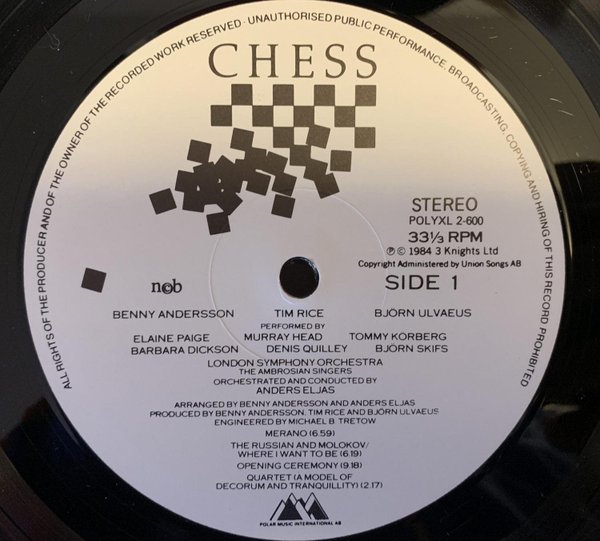 ALL RIGHTS OF THE PRODUCER AND OF THE OWNER OF THE RECORDED WORK RESERVED · UNAUTHORISED PUBLIC PERFORMANCE, BROADCASTING, COPYING AND HIRING OF THIS RECORD PROHIBITED
CHESS
STEREO
POLYXL 2-600
33⅓ RPM
℗ © 1984 3 Knights Ltd
Copyright Administered by Union Songs AB
SIDE 1
n©b
BENNY ANDERSSON TIM RICE BJÖRN ULVAEUS
PERFORMED BY
ELAINE PAIGE MURRAY HEAD TOMMY KORBERG
BARBARA DICKSON DENIS QUILLEY BJÖRN SKIFS
LONDON SYMPHONY ORCHESTRA
THE AMBROSIAN SINGERS
ORCHESTRATED AND CONDUCTED BY
ANDERS ELJAS
ARRANGED BY BENNY ANDERSSON AND ANDERS ELJAS
PRODUCED BY BENNY ANDERSSON, TIM RICE AND BJÖRN ULVAEUS
ENGINEERED BY MICHAEL B. TRETOW
MERANO (6.59)
THE RUSSIAN AND MOLOKOV/
WHERE I WANT TO BE (6.19)
OPENING CEREMONY (9.18)
QUARTET (A MODEL OF
DECORUM AND TRANQUILLITY) (2.17)
POLAR MUSIC INTERNATIONAL AB